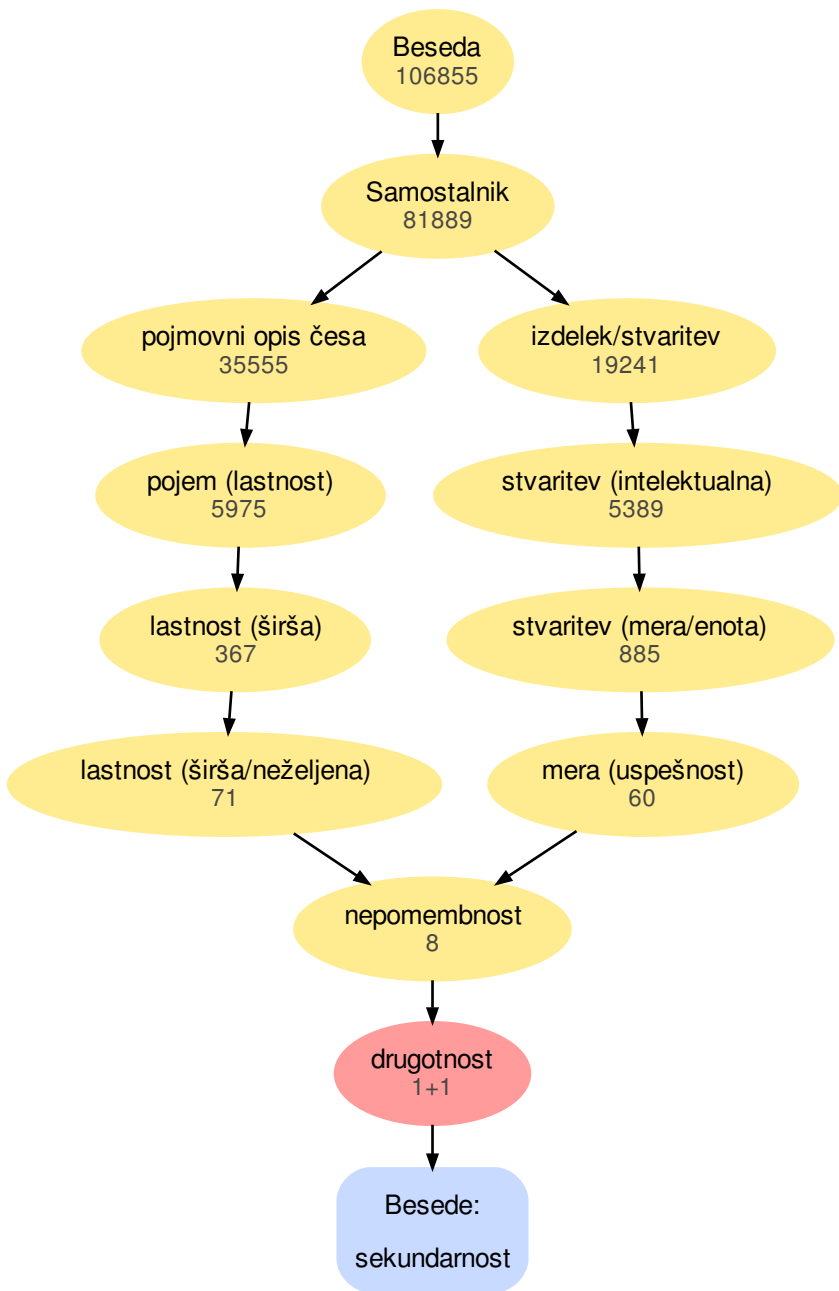 Beseda
106855
Samostalnik
81889
pojmovni opis česa
35555
izdelek/stvaritev
19241
pojem (lastnost)
5975
stvaritev (intelektualna)
5389
lastnost (širša)
367
stvaritev (mera/enota)
885
lastnost (širša/neželjena)
71
mera (uspešnost)
60
nepomembnost
8
drugotnost
1+1
Besede:
sekundarnost